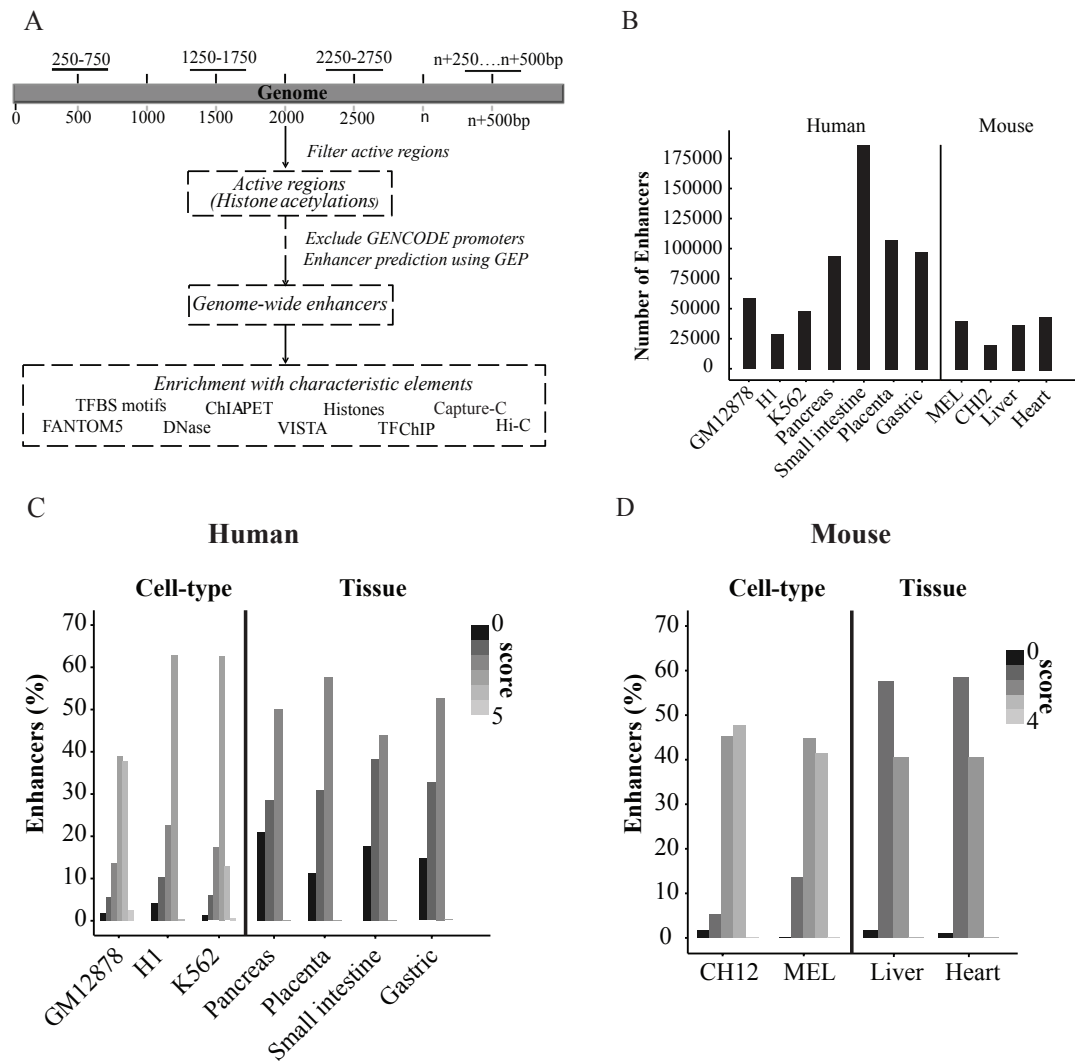 A
250-750
1250-1750
2250-2750
n+250....n+500bp
Genome
0
500
1000
1500
2000
2500
n
n+500bp
Filter active regions
Active regions
(Histone acetylations)
Exclude GENCODE promoters
Enhancer prediction using GEP
Genome-wide enhancers
Enrichment with characteristic elements
TFBS motifs
ChIAPET
Histones
Capture-C
FANTOM5
DNase
VISTA
TFChIP
Hi-C
B
Human
Mouse
Number of Enhancers
175000
150000
125000
100000
75000
50000
25000
0
GM12878
H1
K562
Pancreas
Small intestine
Placenta
Gastric
MEL
CHI2
Liver
Heart
C
Human
Cell-type
Tissue
Enhancers (%)
70
60
50
40
30
20
10
0
0
score
5
GM12878
H1
K562
Pancreas
Placenta
Small intestine
Gastric
D
Mouse
Cell-type
Tissue
Enhancers (%)
70
60
50
40
30
20
10
0
0
score
4
CH12
MEL
Liver
Heart